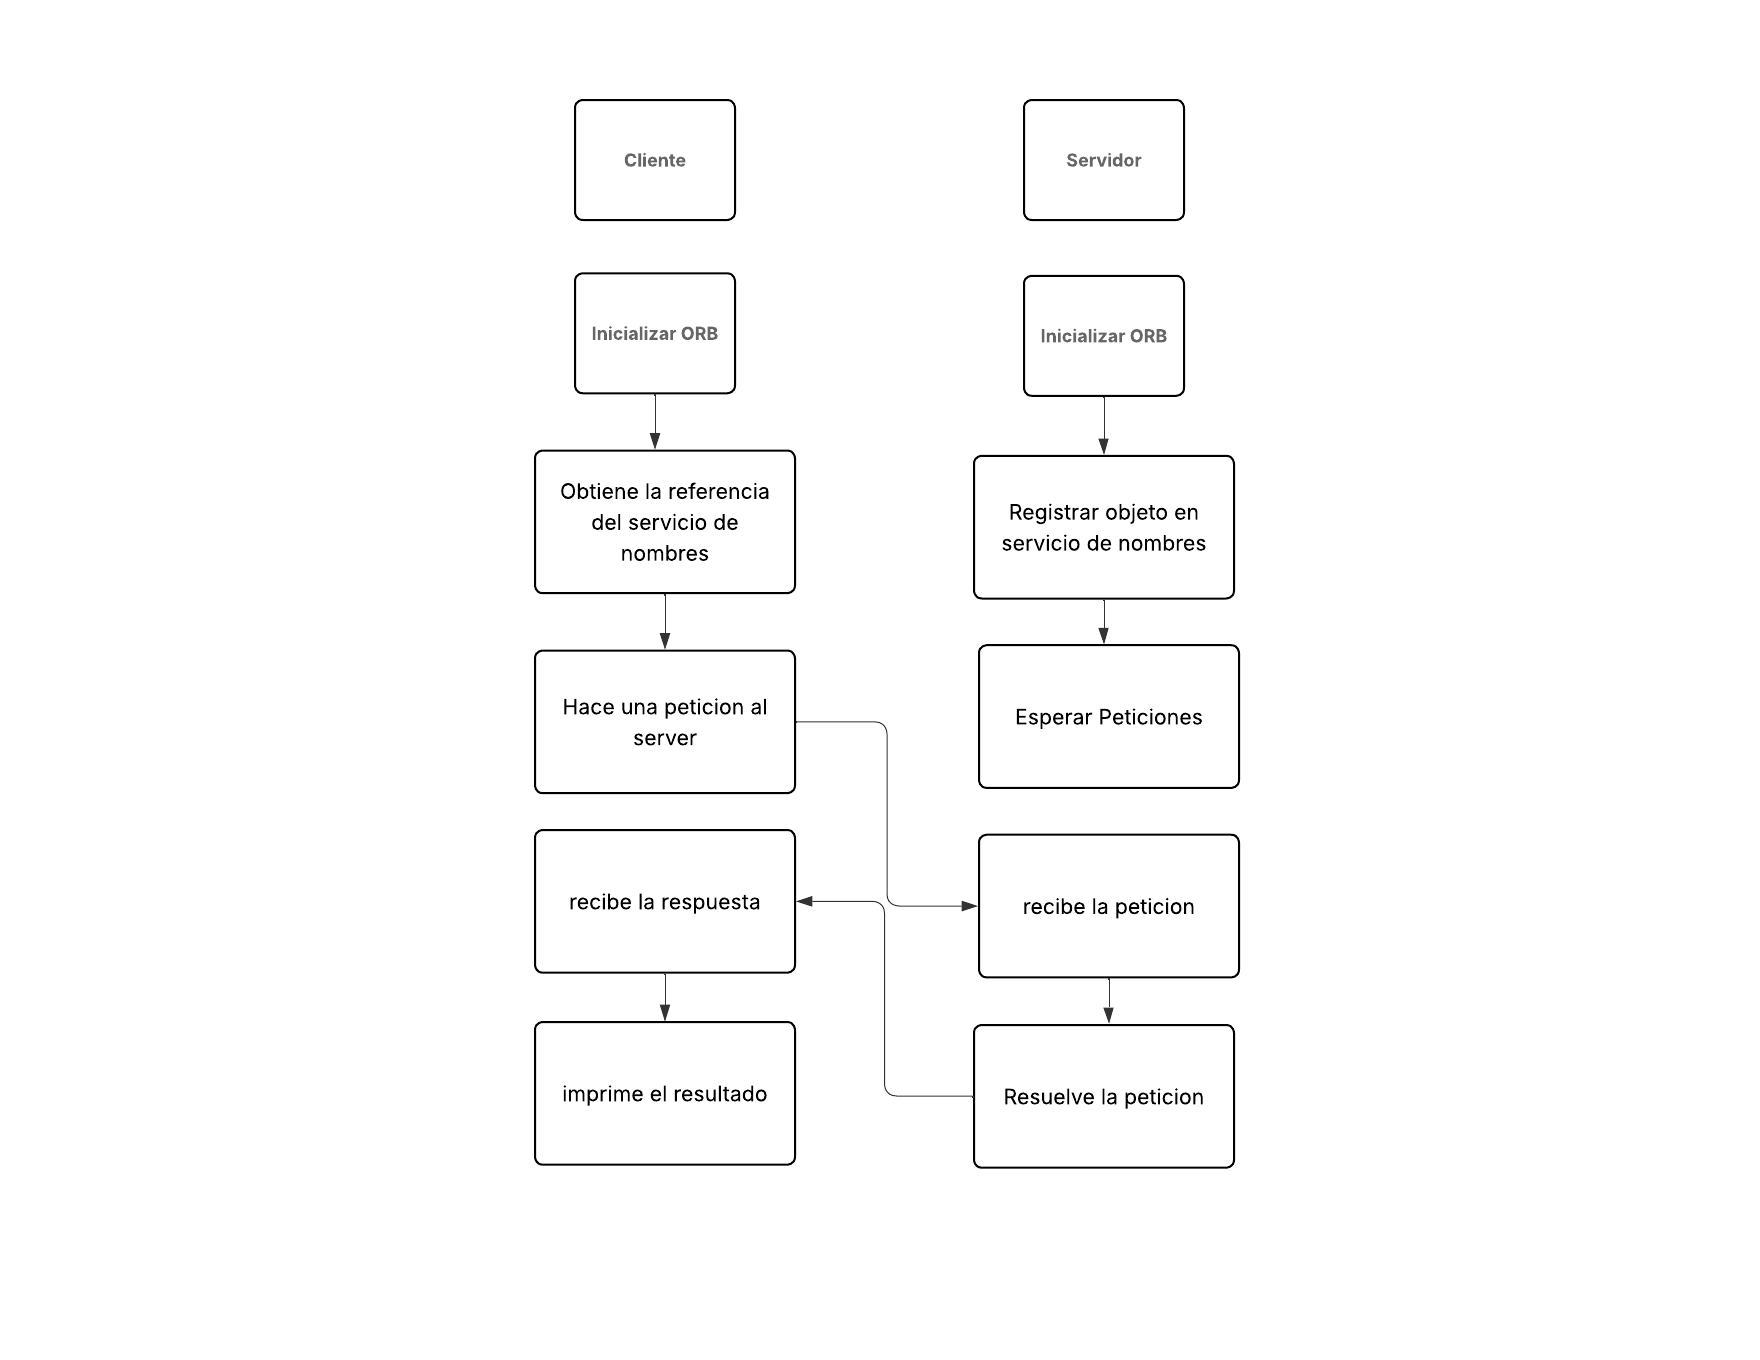 Cliente
Servidor
Inicializar ORB
Inicializar ORB
Obtiene la referencia
del servicio de
nombres
Registrar objeto en
servicio de nombres
Hace una peticion al
server
Esperar Peticiones
recibe la respuesta
recibe la peticion
imprime el resultado
Resuelve la peticion